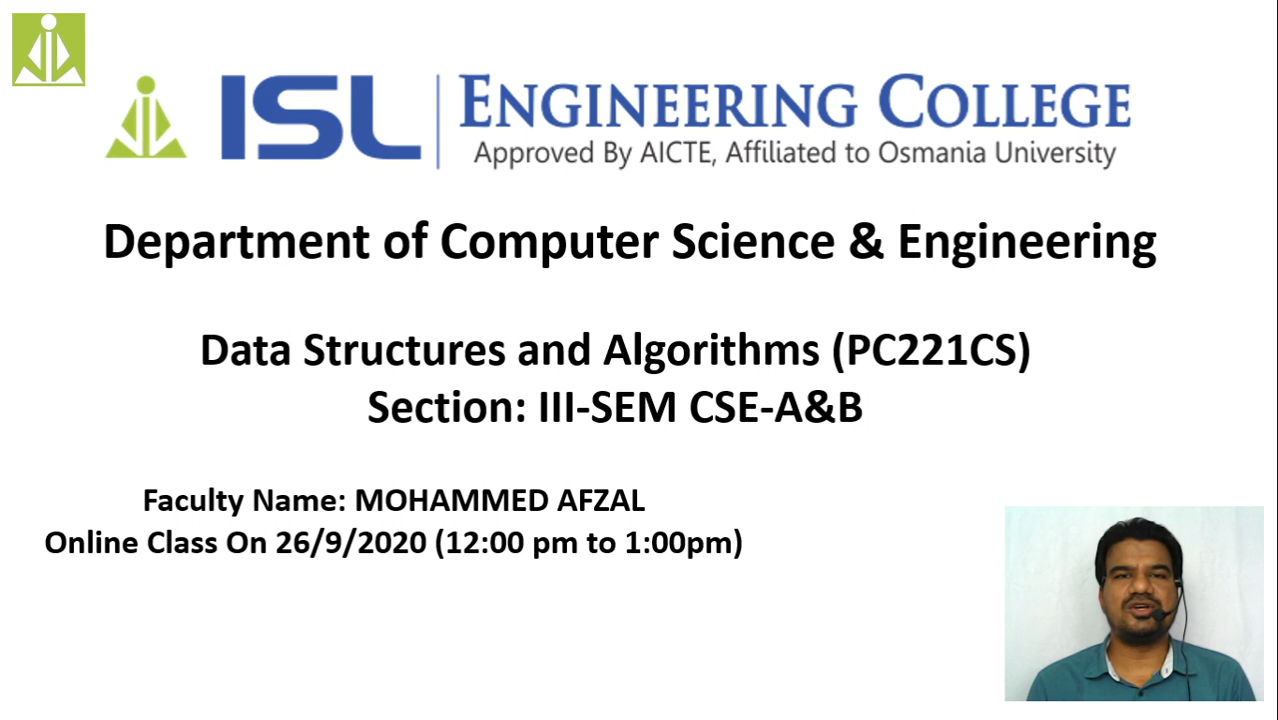 ISL ENGINEERING COLLEGE
Approved By AICTE, Affiliated to Osmania University
Department of Computer Science & Engineering
Data Structures and Algorithms (PC221CS)
Section: III-SEM CSE-A&B
Faculty Name: MOHAMMED AFZAL
Online Class On 26/9/2020 (12:00 pm to 1:00pm)